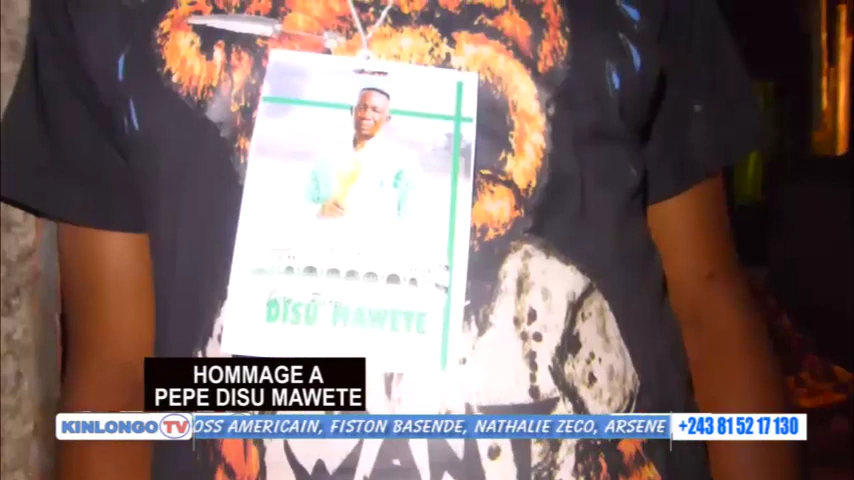 DISU MAWETE
WANT
HOMMAGE A
PEPE DISU MAWETE
KINLONGO TV
OSS AMERICAIN, FISTON BASENDE, NATHALIE ZECO, ARSENE
+243 81 52 17 130